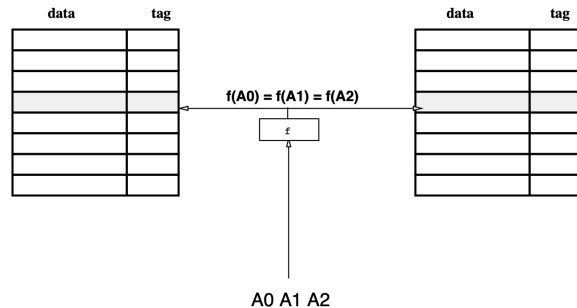 data tag data tag
f(A0) = f(A1) = f(A2)
f
A0 A1 A2